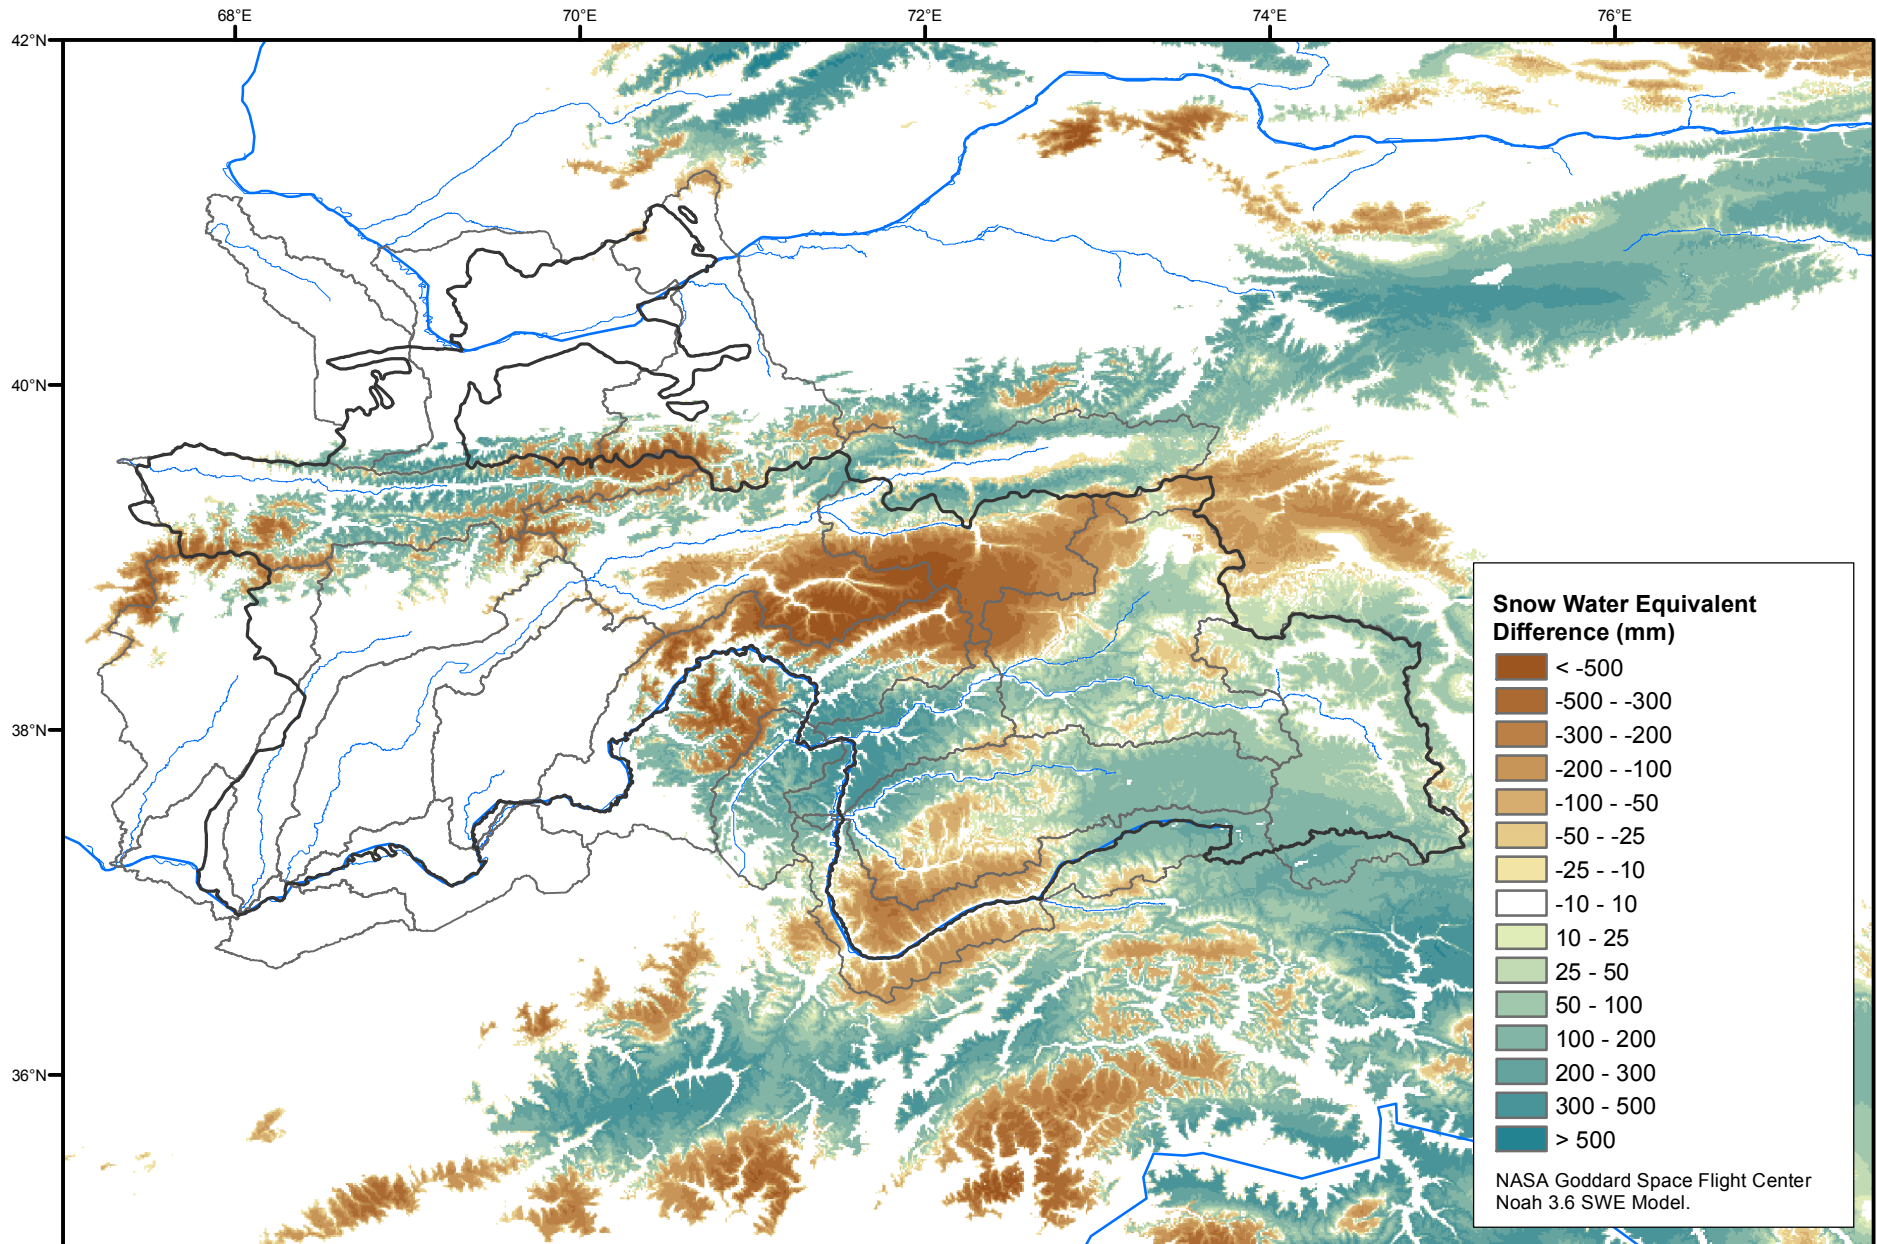 68°E
70°E
72°E
74°E
76°E
42°N
40°N
38°N
36°N
Snow Water Equivalent
Difference (mm)
< -500
-500 - -300
-300 - -200
-200 - -100
-100 - -50
-50 - -25
-25 - -10
-10 - 10
10 - 25
25 - 50
50 - 100
100 - 200
200 - 300
300 - 500
> 500
NASA Goddard Space Flight Center
Noah 3.6 SWE Model.